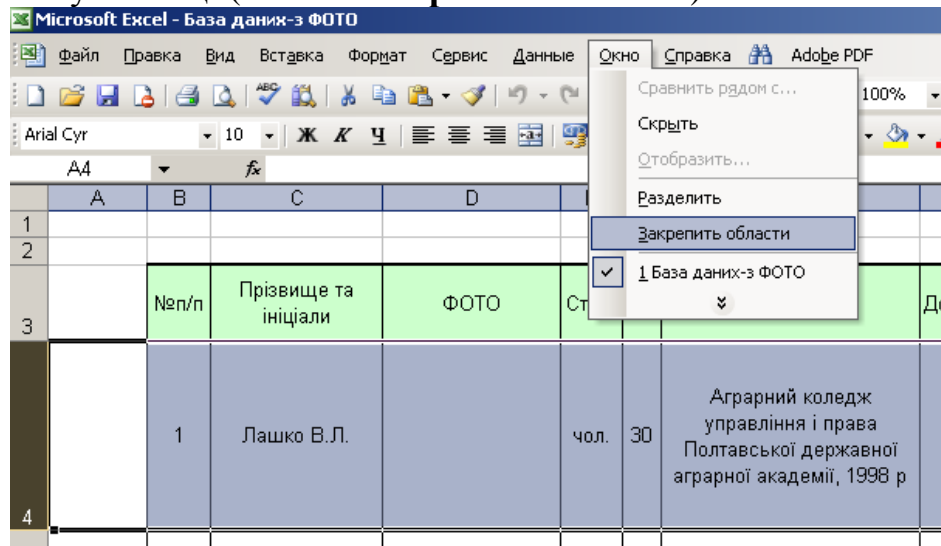 Microsoft Excel - База даних-з ФОТО
Файл Правка Вид Вставка Формат Сервис Данные Окно Справка Adobe PDF
Сравнить рядом с...
100%
Arial Cyr 10 Ж К Ч
Скрыть
Отобразить...
A4 fx
Разделить
A B C D
Закрепить области
1
2
1 База даних-з ФОТО
3 №п/п Прізвище та ініціали ФОТО Ст
4 1 Лашко В.Л. чол. 30
Аграрний коледж
управління і права
Полтавської державної
аграрної академії, 1998 р